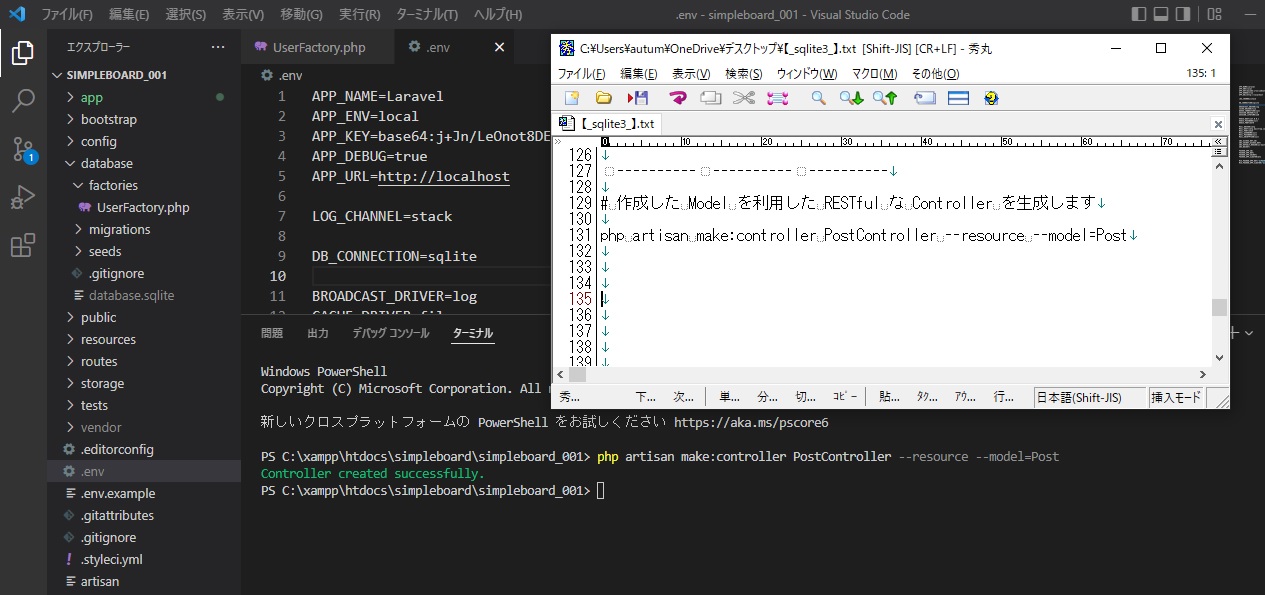 ファイル(F) 編集(E) 選択(S) 表示(V) 移動(G) 実行(R) ターミナル(T) ヘルプ(H) .env - simpleboard_001 - Visual Studio Code
エクスプローラー ···
SIMPLEBOARD_001
app
bootstrap
config
database
factories
UserFactory.php
migrations
seeds
.gitignore
database.sqlite
public
resources
routes
storage
tests
vendor
.editorconfig
.env
.env.example
.gitattributes
.gitignore
.styleci.yml
artisan
1
UserFactory.php .env
.env
1 APP_NAME=Laravel
2 APP_ENV=local
3 APP_KEY=base64:j+Jn/LeOnot8DE
4 APP_DEBUG=true
5 APP_URL=http://localhost
6
7 LOG_CHANNEL=stack
8
9 DB_CONNECTION=sqlite
10
11 BROADCAST_DRIVER=log
問題 出力 デバッグ コンソール ターミナル
Windows PowerShell
Copyright (C) Microsoft Corporation. All
新しいクロスプラットフォームの PowerShell をお試しください https://aka.ms/pscore6
PS C:\xampp\htdocs\simpleboard\simpleboard_001> php artisan make:controller PostController --resource --model=Post
Controller created successfully.
PS C:\xampp\htdocs\simpleboard\simpleboard_001>
C:¥Users¥autum¥OneDrive¥デスクトップ¥【_sqlite3_】.txt [Shift-JIS] [CR+LF] - 秀丸
ファイル(F) 編集(E) 表示(V) 検索(S) ウィンドウ(W) マクロ(M) その他(O) 135: 1
【_sqlite3_】.txt
0 10 20 30 40 50 60 70
126
127 □---------- □---------- □----------
128
129 # 作成した Model を利用した RESTful な Controller を生成します
130
131 php artisan make:controller PostController --resource --model=Post
132
133
134
135
136
137
138
139
秀... 下... 次... 単... 分... 切... コピー 貼... タク... アウ... 行... 日本語(Shift-JIS) 挿入モード